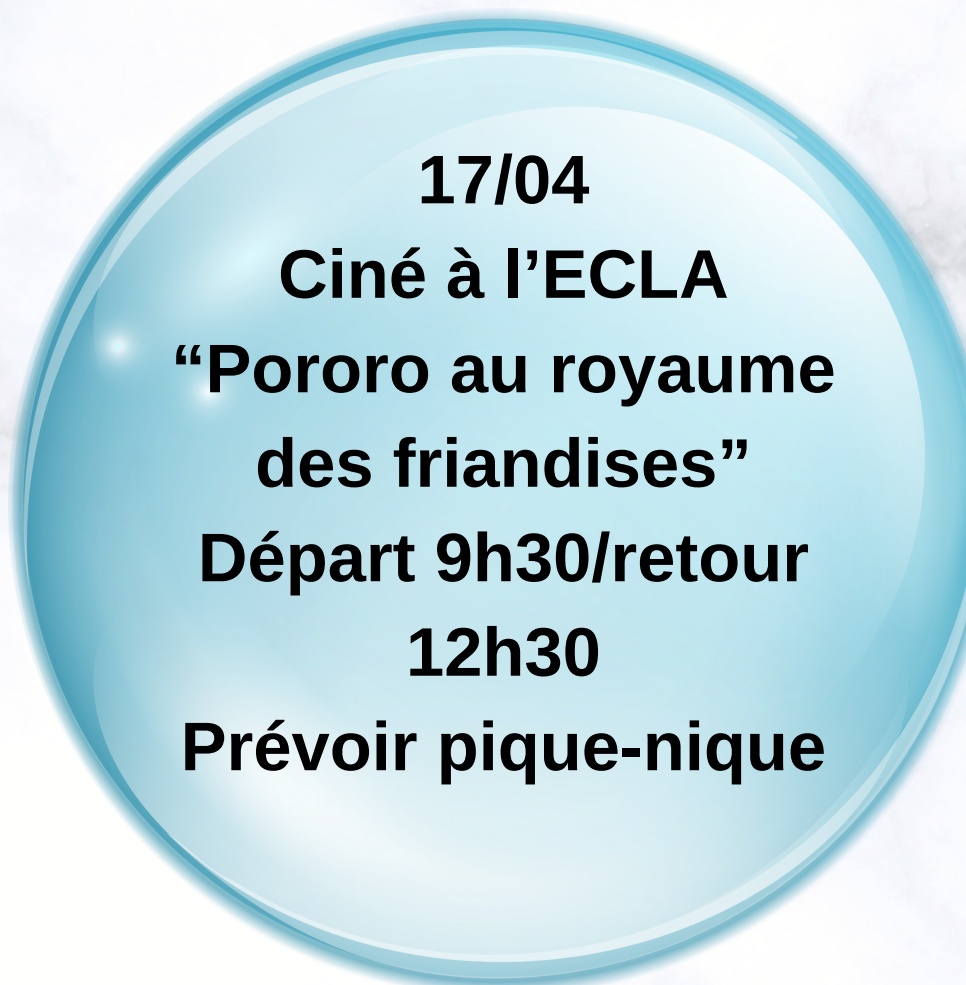 17/04
Ciné à l’ECLA
“Pororo au royaume
des friandises”
Départ 9h30/retour
12h30
Prévoir pique-nique